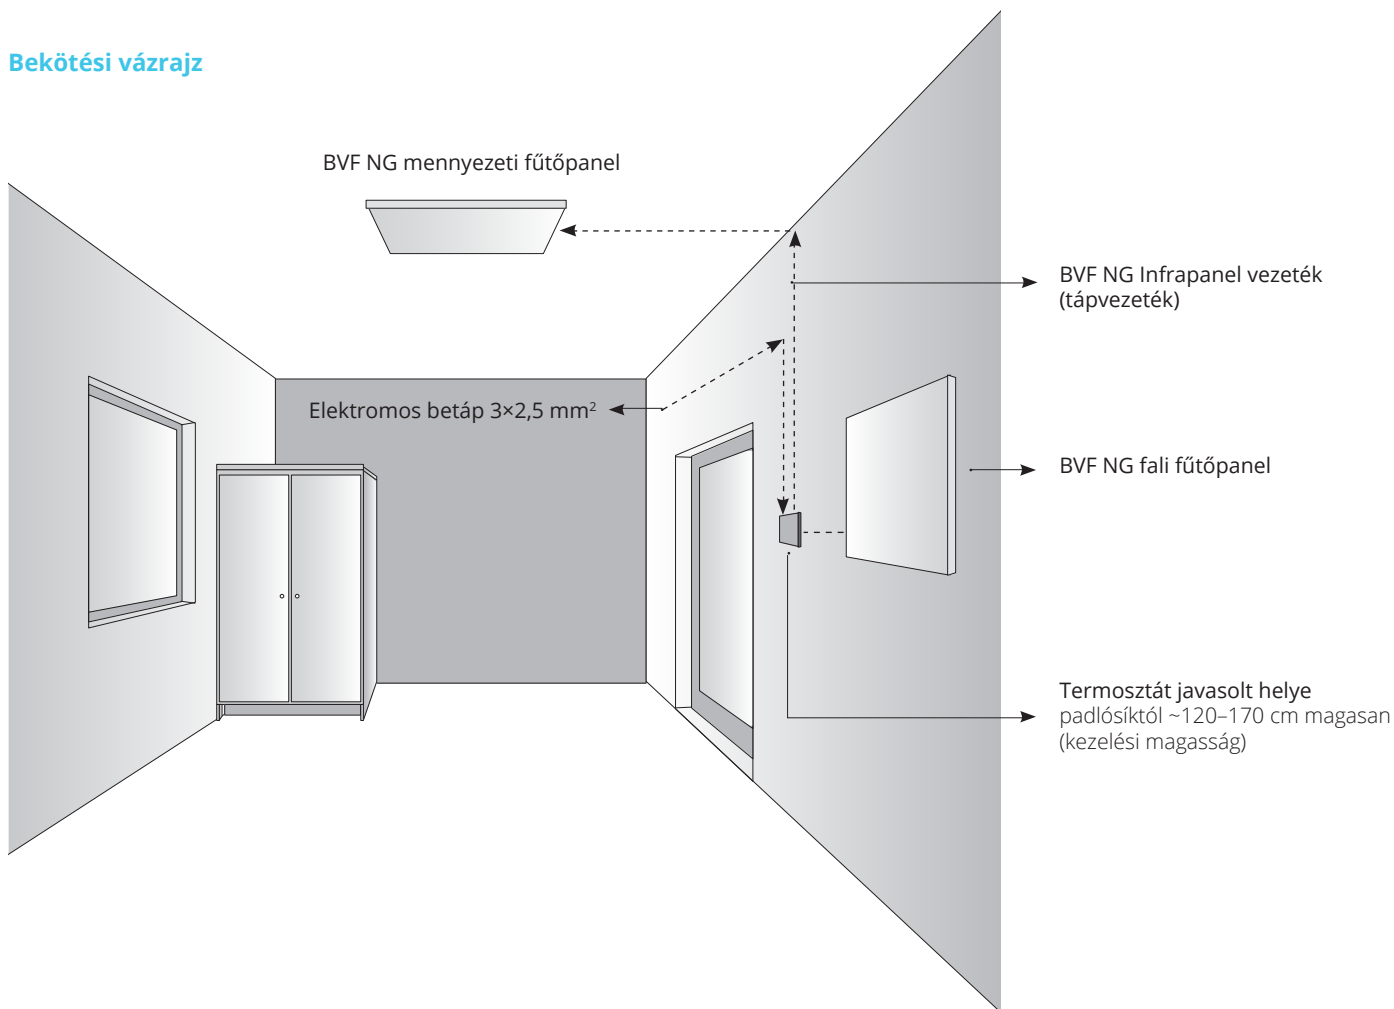 Bekötési vázrajz
BVF NG mennyezeti fűtőpanel
BVF NG Infrapanel vezeték
(tápvezeték)
Elektromos betáp 3×2,5 mm²
BVF NG fali fűtőpanel
Termosztát javasolt helye
padlósíktól ~120–170 cm magasan
(kezelési magasság)